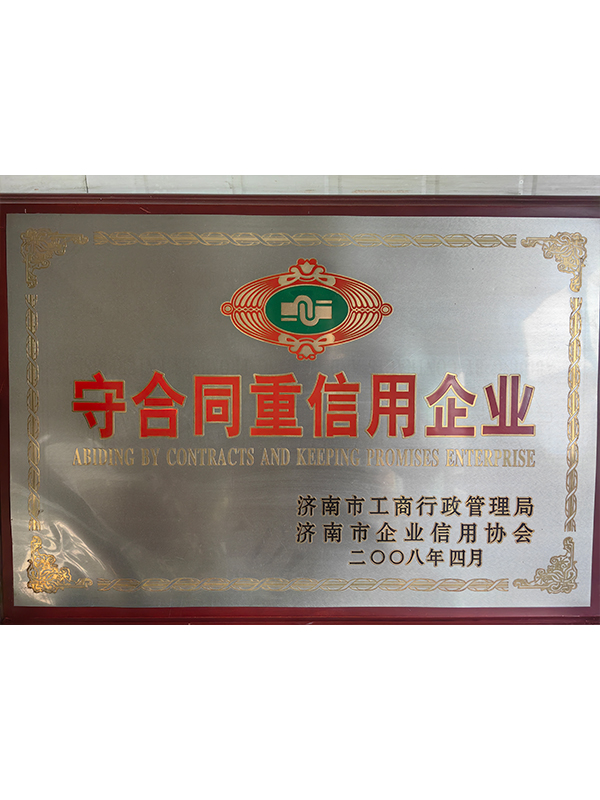 守合同重信用企业
ABIDING BY CONTRACTS AND KEEPING PROMISES ENTERPRISE
济南市工商行政管理局
济南市企业信用协会
二〇〇八年四月